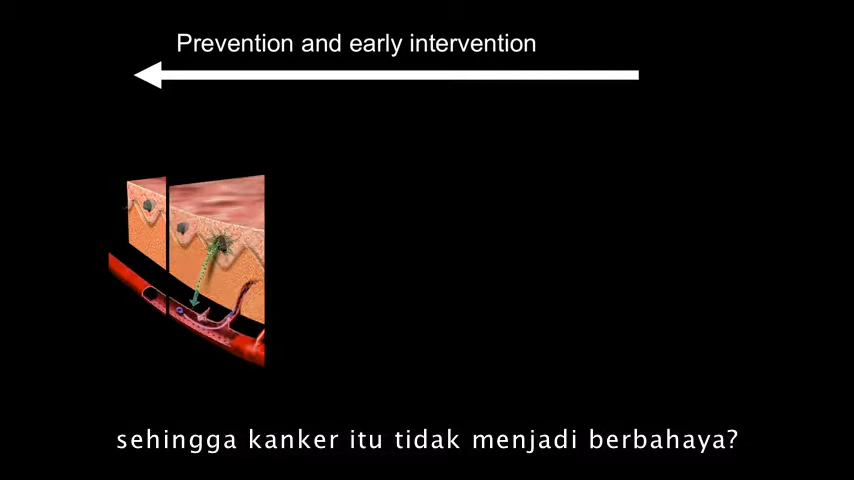 Prevention and early intervention
sehingga kanker itu tidak menjadi berbahaya?